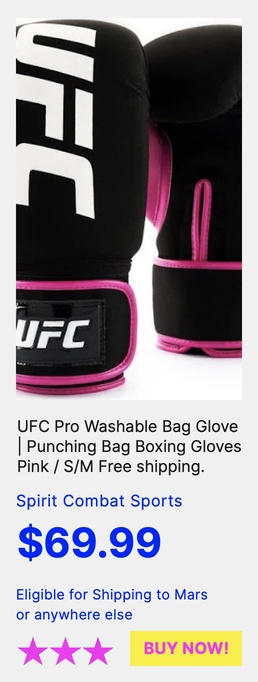 UFC
UFC
UFC Pro Washable Bag Glove
| Punching Bag Boxing Gloves
Pink / S/M Free shipping.
Spirit Combat Sports
$69.99
Eligible for Shipping to Mars
or anywhere else
BUY NOW!